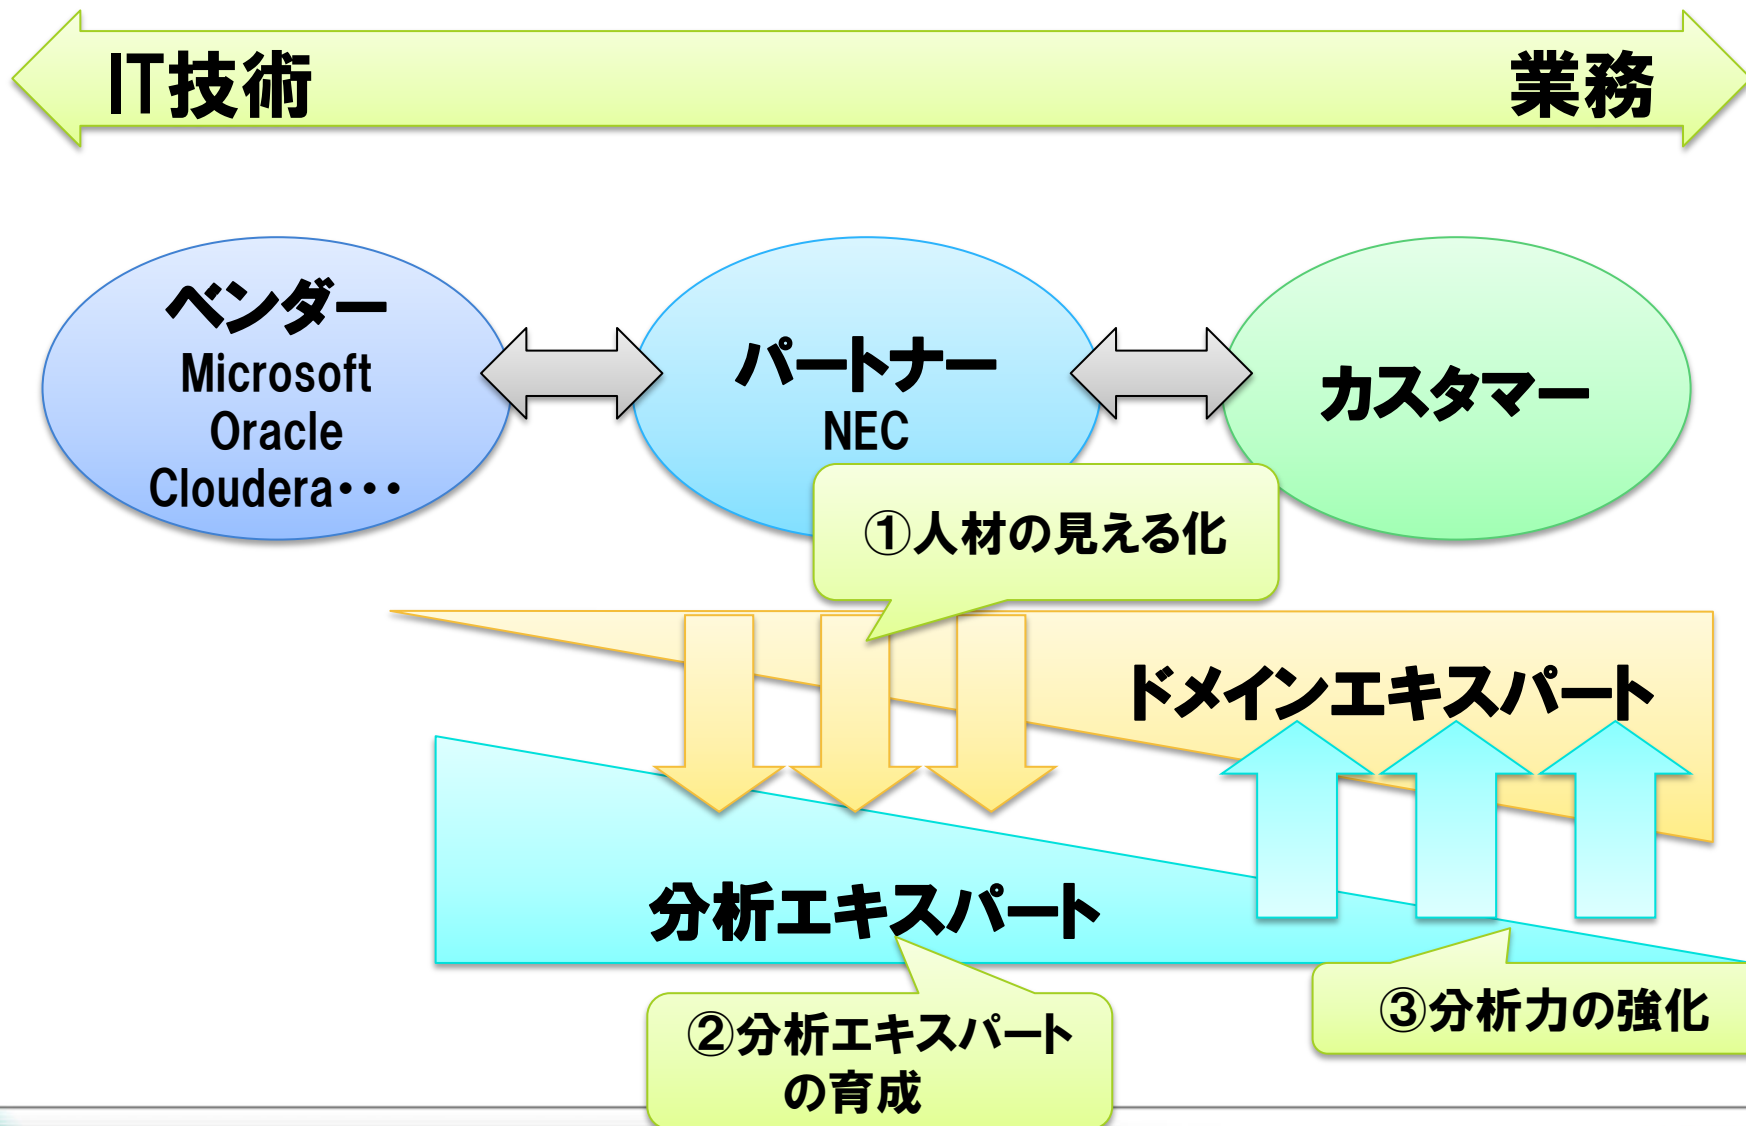 IT技術
業務
ベンダー
Microsoft
Oracle
Cloudera・・・
パートナー
NEC
カスタマー
①人材の見える化
ドメインエキスパート
分析エキスパート
②分析エキスパート
の育成
③分析力の強化